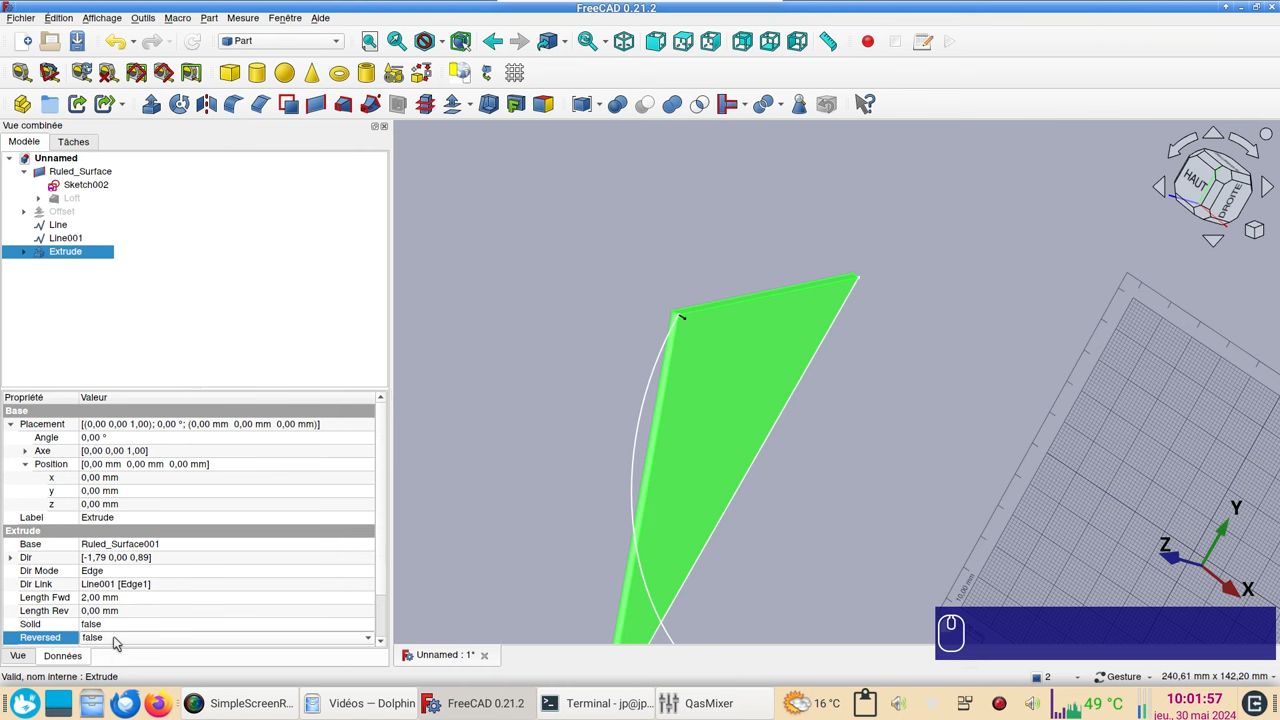 FreeCAD 0.21.2
Fichier Édition Affichage Outils Macro Part Mesure Fenêtre Aide
Part
Vue combinée
Modèle Tâches
Unnamed
Ruled_Surface
Sketch002
Loft
Offset
Line
Line001
Extrude
Propriété Valeur
Base
Placement [(0,00 0,00 1,00); 0,00 °; (0,00 mm 0,00 mm 0,00 mm)]
Angle 0,00 °
Axe [0,00 0,00 1,00]
Position [0,00 mm 0,00 mm 0,00 mm]
x 0,00 mm
y 0,00 mm
z 0,00 mm
Label Extrude
Extrude
Base Ruled_Surface001
Dir [-1,79 0,00 0,89]
Dir Mode Edge
Dir Link Line001 [Edge1]
Length Fwd 2,00 mm
Length Rev 0,00 mm
Solid false
Reversed false
Vue Données
HAUT
DROITE
10,00 mm
Y
Z
X
Unnamed : 1*
Valid, nom interne : Extrude
2 Gesture 240,61 mm x 142,20 mm
SimpleScreenR... Vidéos — Dolphin FreeCAD 0.21.2 Terminal - jp@jp... QasMixer 16 °C 49 °C
10:01:57
jeu., 30 mai 2024